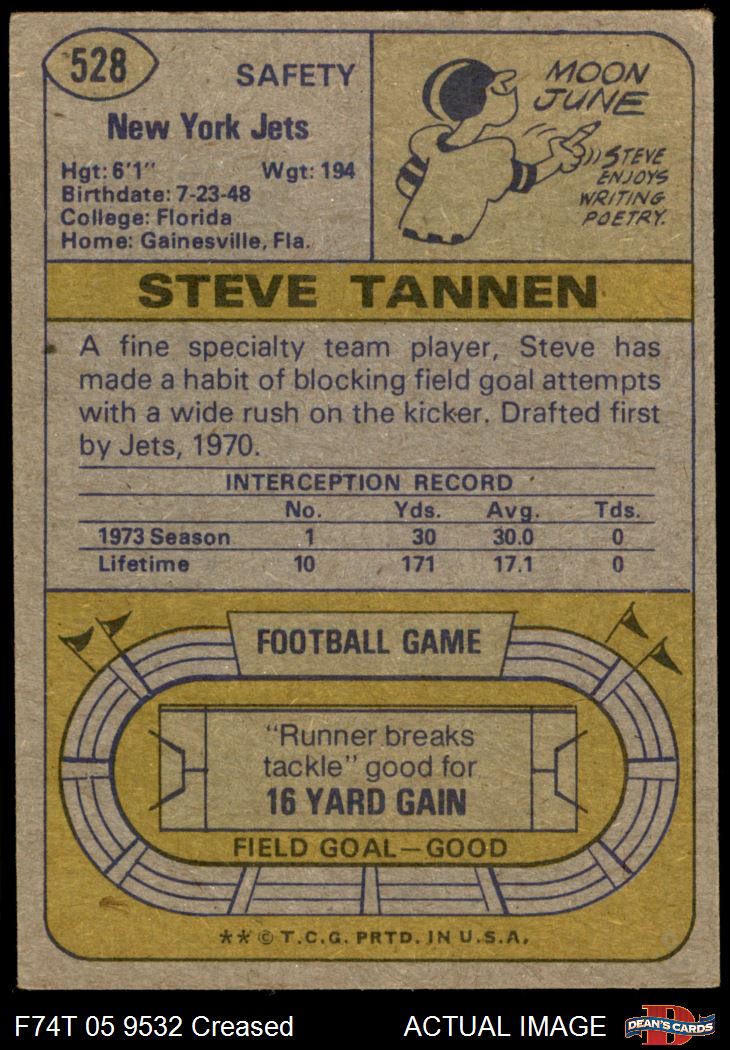 528
SAFETY
New York Jets
Hgt: 6'1" Wgt: 194
Birthdate: 7-23-48
College: Florida
Home: Gainesville, Fla.
MOON
JUNE
STEVE
ENJOYS
WRITING
POETRY.
STEVE TANNEN
A fine specialty team player, Steve has
made a habit of blocking field goal attempts
with a wide rush on the kicker. Drafted first
by Jets, 1970.
INTERCEPTION RECORD
No. Yds. Avg. Tds.
1973 Season 1 30 30.0 0
Lifetime 10 171 17.1 0
FOOTBALL GAME
"Runner breaks
tackle" good for
16 YARD GAIN
FIELD GOAL—GOOD
** © T.C.G. PRTD. IN U.S.A.
F74T 05 9532 Creased ACTUAL IMAGE
D
DEAN'S CARDS